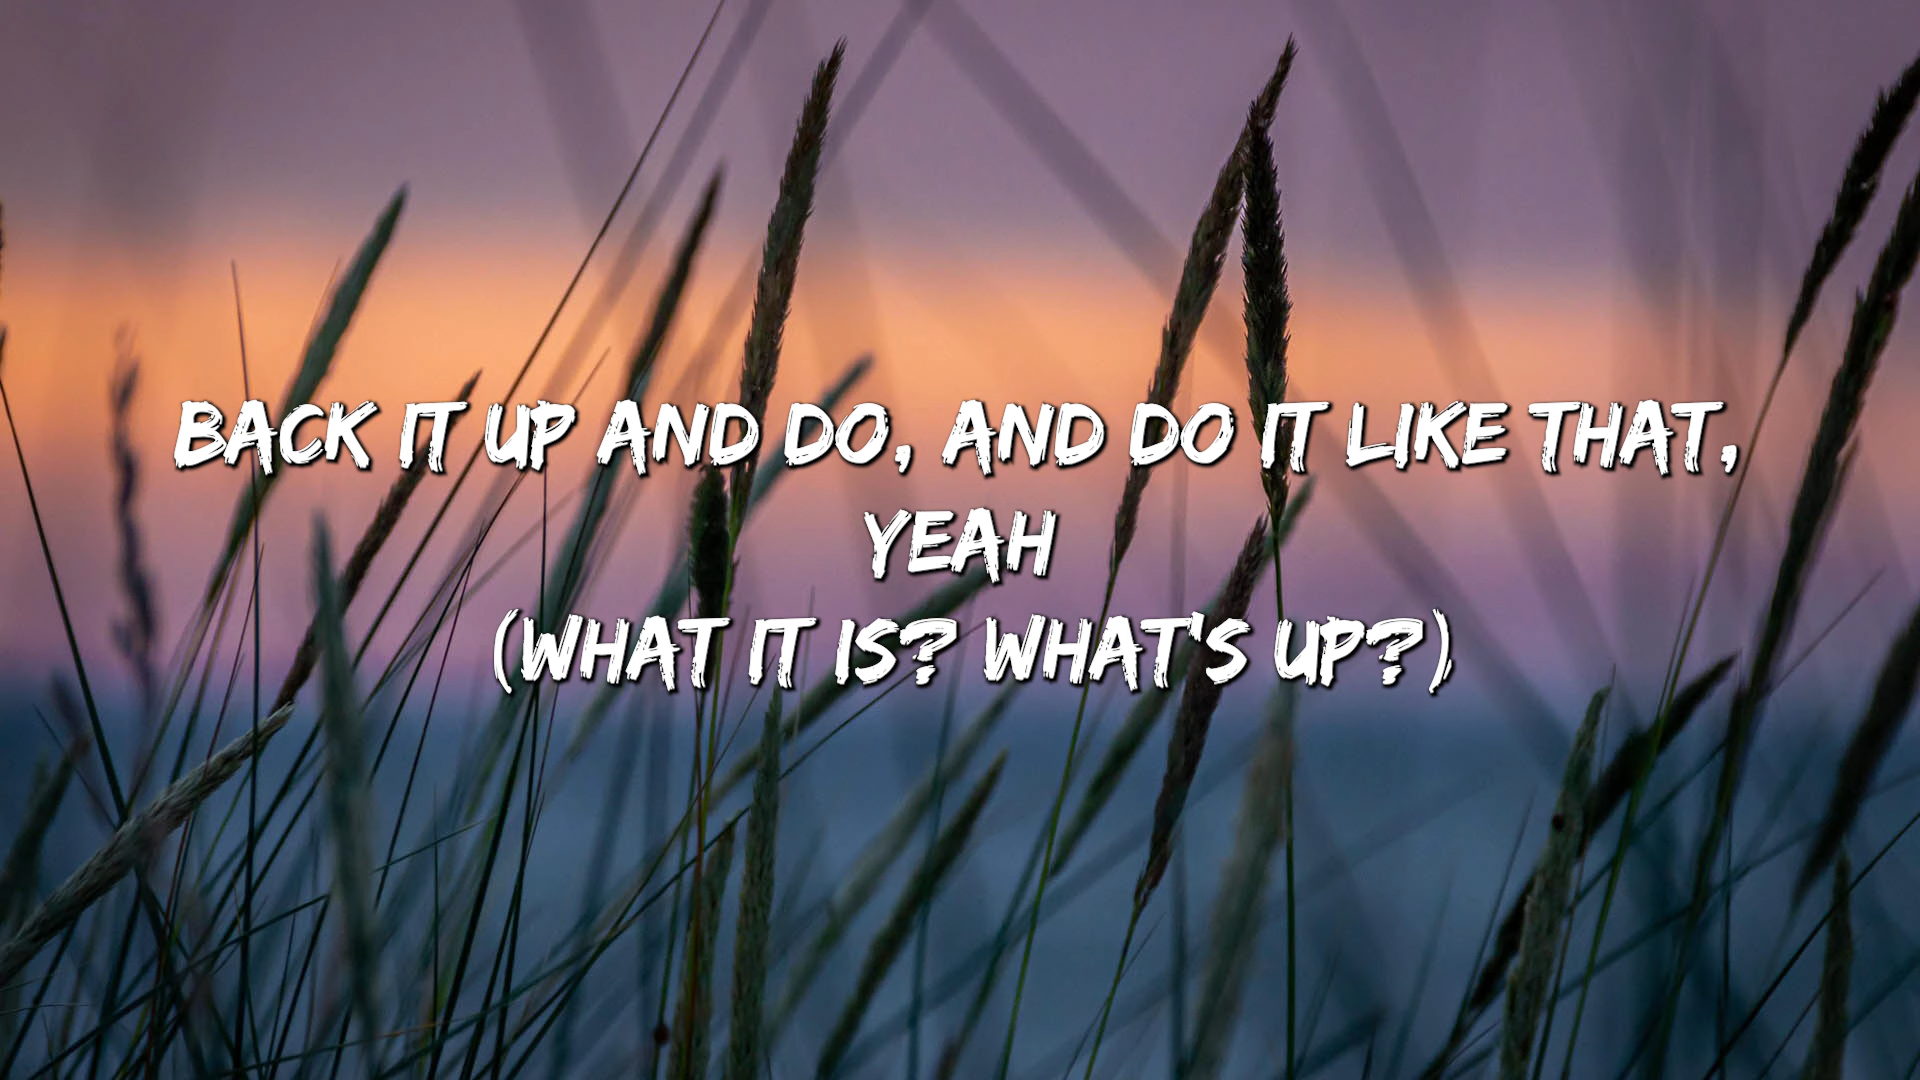 BACK IT UP AND DO, AND DO IT LIKE THAT,
YEAH
(WHAT IT IS? WHAT'S UP?)